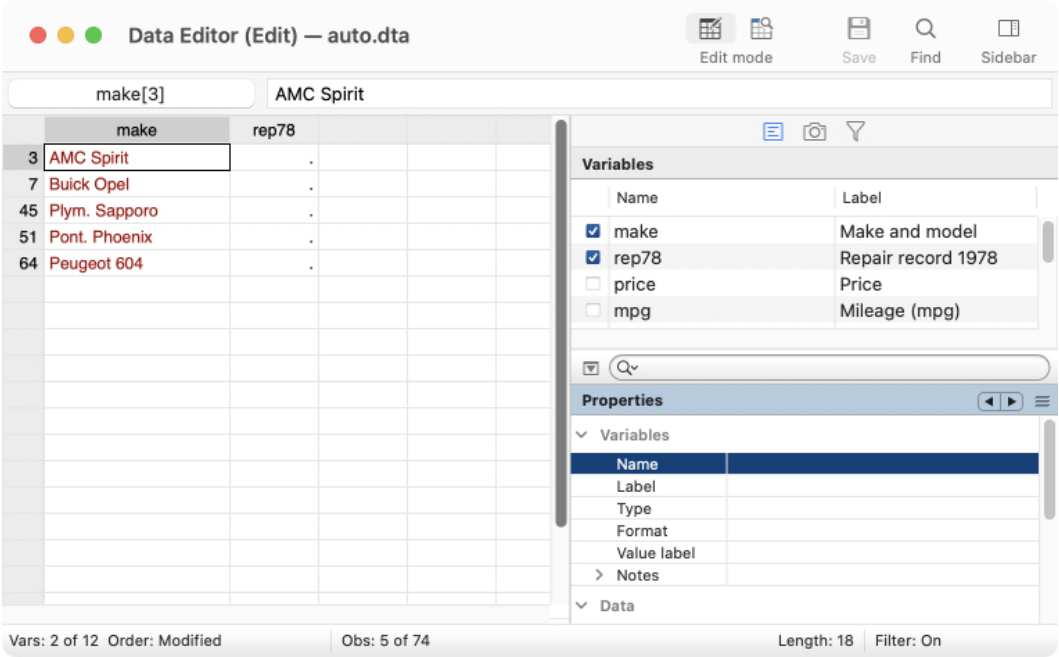 Data Editor (Edit) — auto.dta
Edit mode
Save
Find
Sidebar
make[3]
AMC Spirit
make rep78
3 AMC Spirit .
7 Buick Opel .
45 Plym. Sapporo .
51 Pont. Phoenix .
64 Peugeot 604 .
Variables
Name Label
make Make and model
rep78 Repair record 1978
price Price
mpg Mileage (mpg)
Properties
Variables
Name
Label
Type
Format
Value label
Notes
Data
Vars: 2 of 12 Order: Modified
Obs: 5 of 74
Length: 18
Filter: On